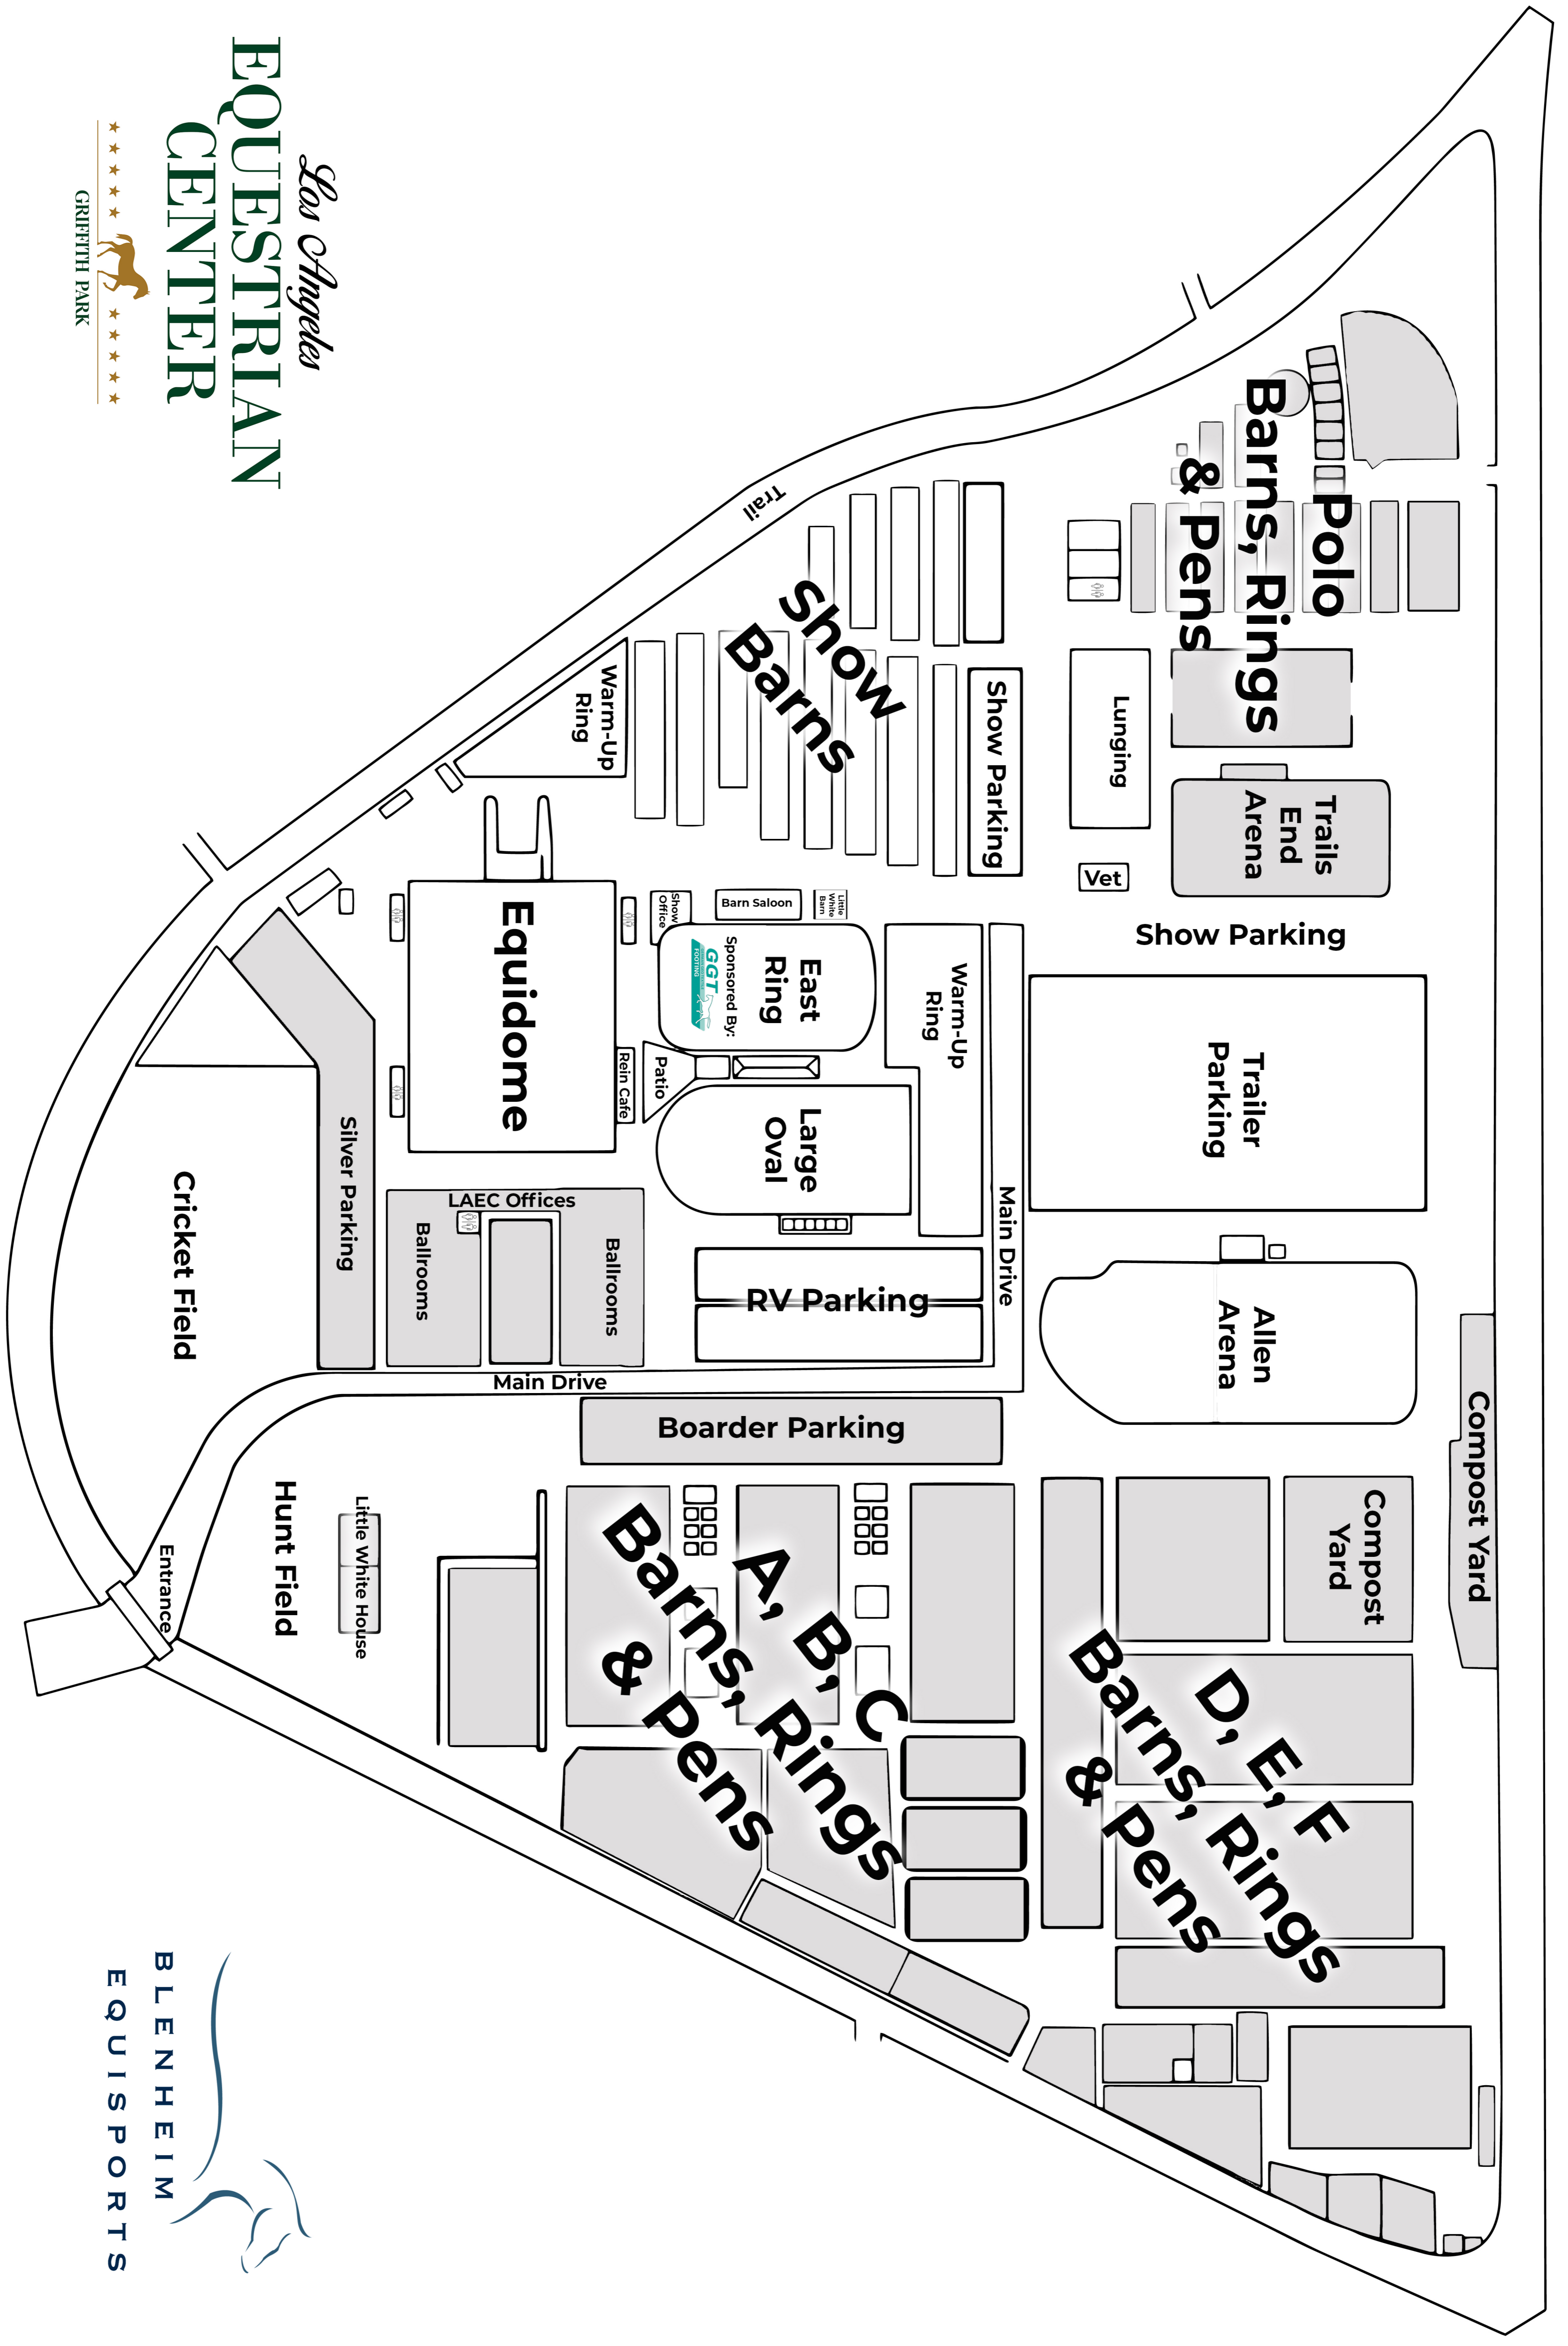 Los Angeles
EQUESTRIAN
CENTER
GRIFFITH PARK
Polo
Barns, Rings
& Pens
Trail
Show
Barns
Warm-Up
Ring
Show Parking
Lunging
Trails
End
Arena
Vet
Show Parking
Equidome
Show
Office
Barn Saloon
Little
White
Barn
East
Ring
Sponsored By:
GGT
FOOTING
Warm-Up
Ring
Trailer
Parking
Rein Cafe
Patio
Large
Oval
Main Drive
Silver Parking
Cricket Field
LAEC Offices
Ballrooms
Ballrooms
RV Parking
Allen
Arena
Main Drive
Boarder Parking
Compost Yard
Compost
Yard
Hunt Field
Little White House
Entrance
A, B, C
Barns, Rings
& Pens
D, E, F
Barns, Rings
& Pens
BLENHEIM
EQUISPORTS